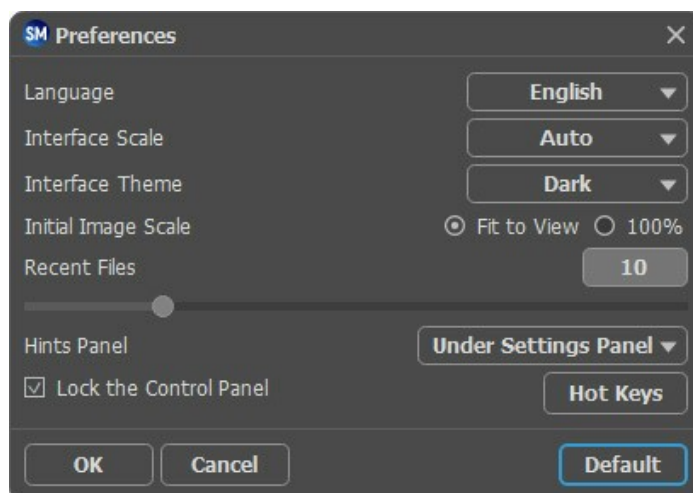 SM Preferences
Language English
Interface Scale Auto
Interface Theme Dark
Initial Image Scale Fit to View 100%
Recent Files 10
Hints Panel Under Settings Panel
Lock the Control Panel Hot Keys
OK Cancel Default